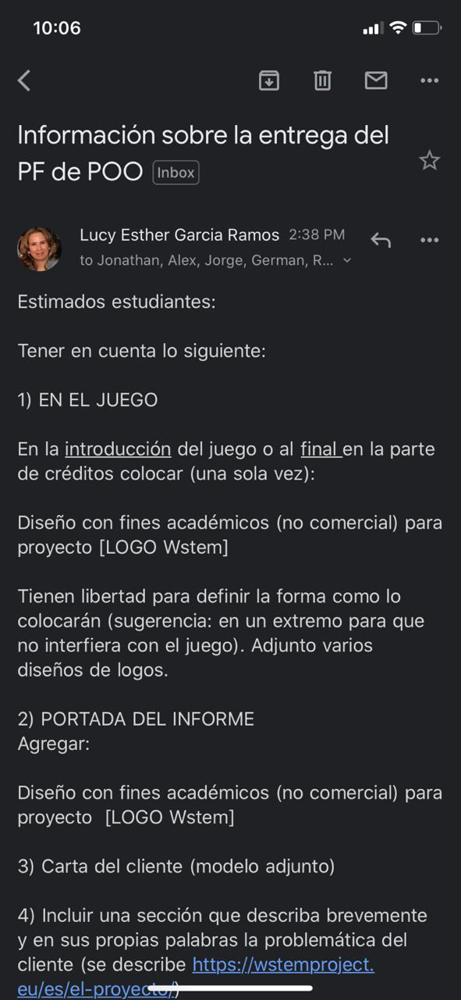 10:06
Información sobre la entrega del
PF de POO Inbox
Lucy Esther Garcia Ramos 2:38 PM
to Jonathan, Alex, Jorge, German, R...
Estimados estudiantes:
Tener en cuenta lo siguiente:
1) EN EL JUEGO
En la introducción del juego o al final en la parte
de créditos colocar (una sola vez):
Diseño con fines académicos (no comercial) para
proyecto [LOGO Wstem]
Tienen libertad para definir la forma como lo
colocarán (sugerencia: en un extremo para que
no interfiera con el juego). Adjunto varios
diseños de logos.
2) PORTADA DEL INFORME
Agregar:
Diseño con fines académicos (no comercial) para
proyecto [LOGO Wstem]
3) Carta del cliente (modelo adjunto)
4) Incluir una sección que describa brevemente
y en sus propias palabras la problemática del
cliente (se describe https://wstemproject.
eu/es/el-proyecto/)